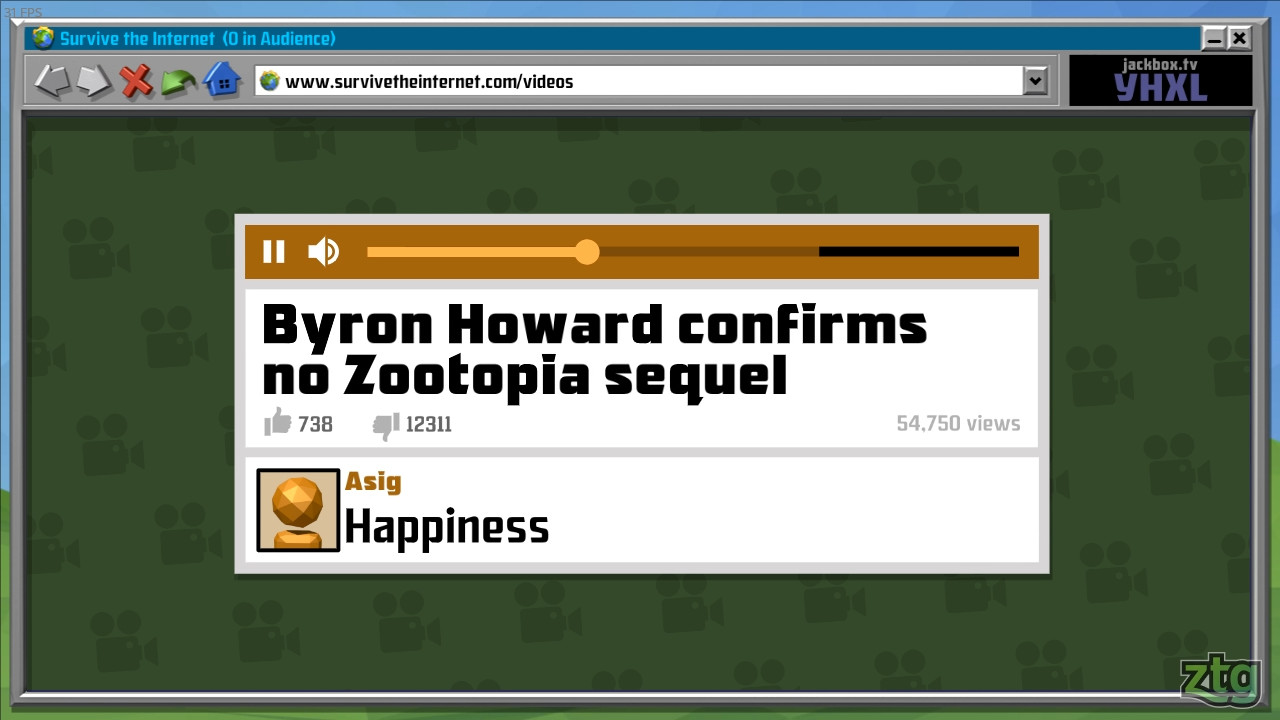 31 FPS
Survive the Internet (0 in Audience)
www.survivetheinternet.com/videos
jackbox.tv
YHXL
Byron Howard confirms
no Zootopia sequel
738 12311 54,750 views
Asig
Happiness
ztg